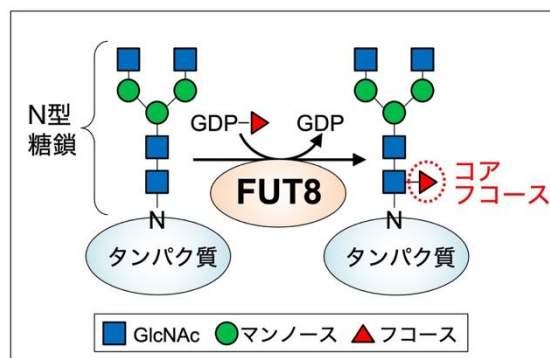 N型
糖鎖
GDP
GDP
FUT8
コア
フコース
N
タンパク質
N
タンパク質
GlcNAc マンノース フコース